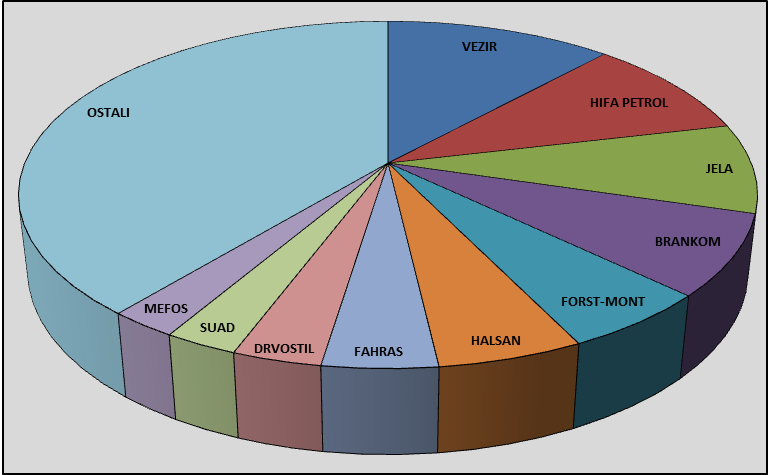 VEZIR
HIFA PETROL
OSTALI
JELA
BRANKOM
FORST-MONT
MEFOS
SUAD
HALSAN
DRVOSTIL
FAHRAS